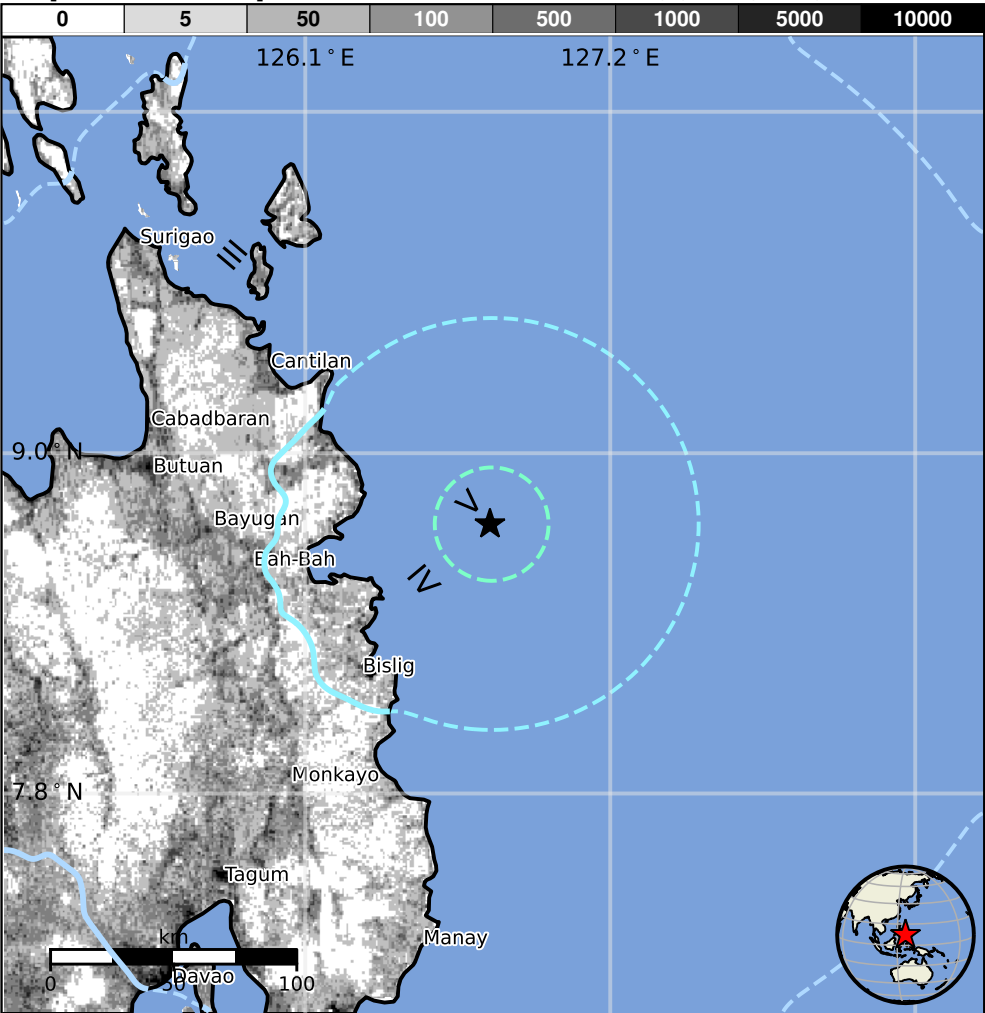 0 5 50 100 500 1000 5000 10000
126.1°E 127.2°E
Surigao
III
Cantilan
Cabadbaran
9.0°N
Butuan
V
Bayugan
Bah-Bah
IV
Bislig
Monkayo
7.8°N
Tagum
Manay
km
Davao
0 50 100